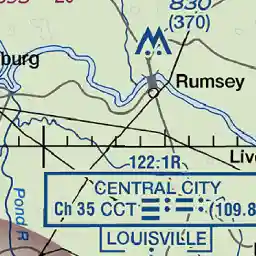 830
(370)
burg
Rumsey
122.1R
Live
CENTRAL CITY
Ch 35 CCT
(109.8
LOUISVILLE
Pond R